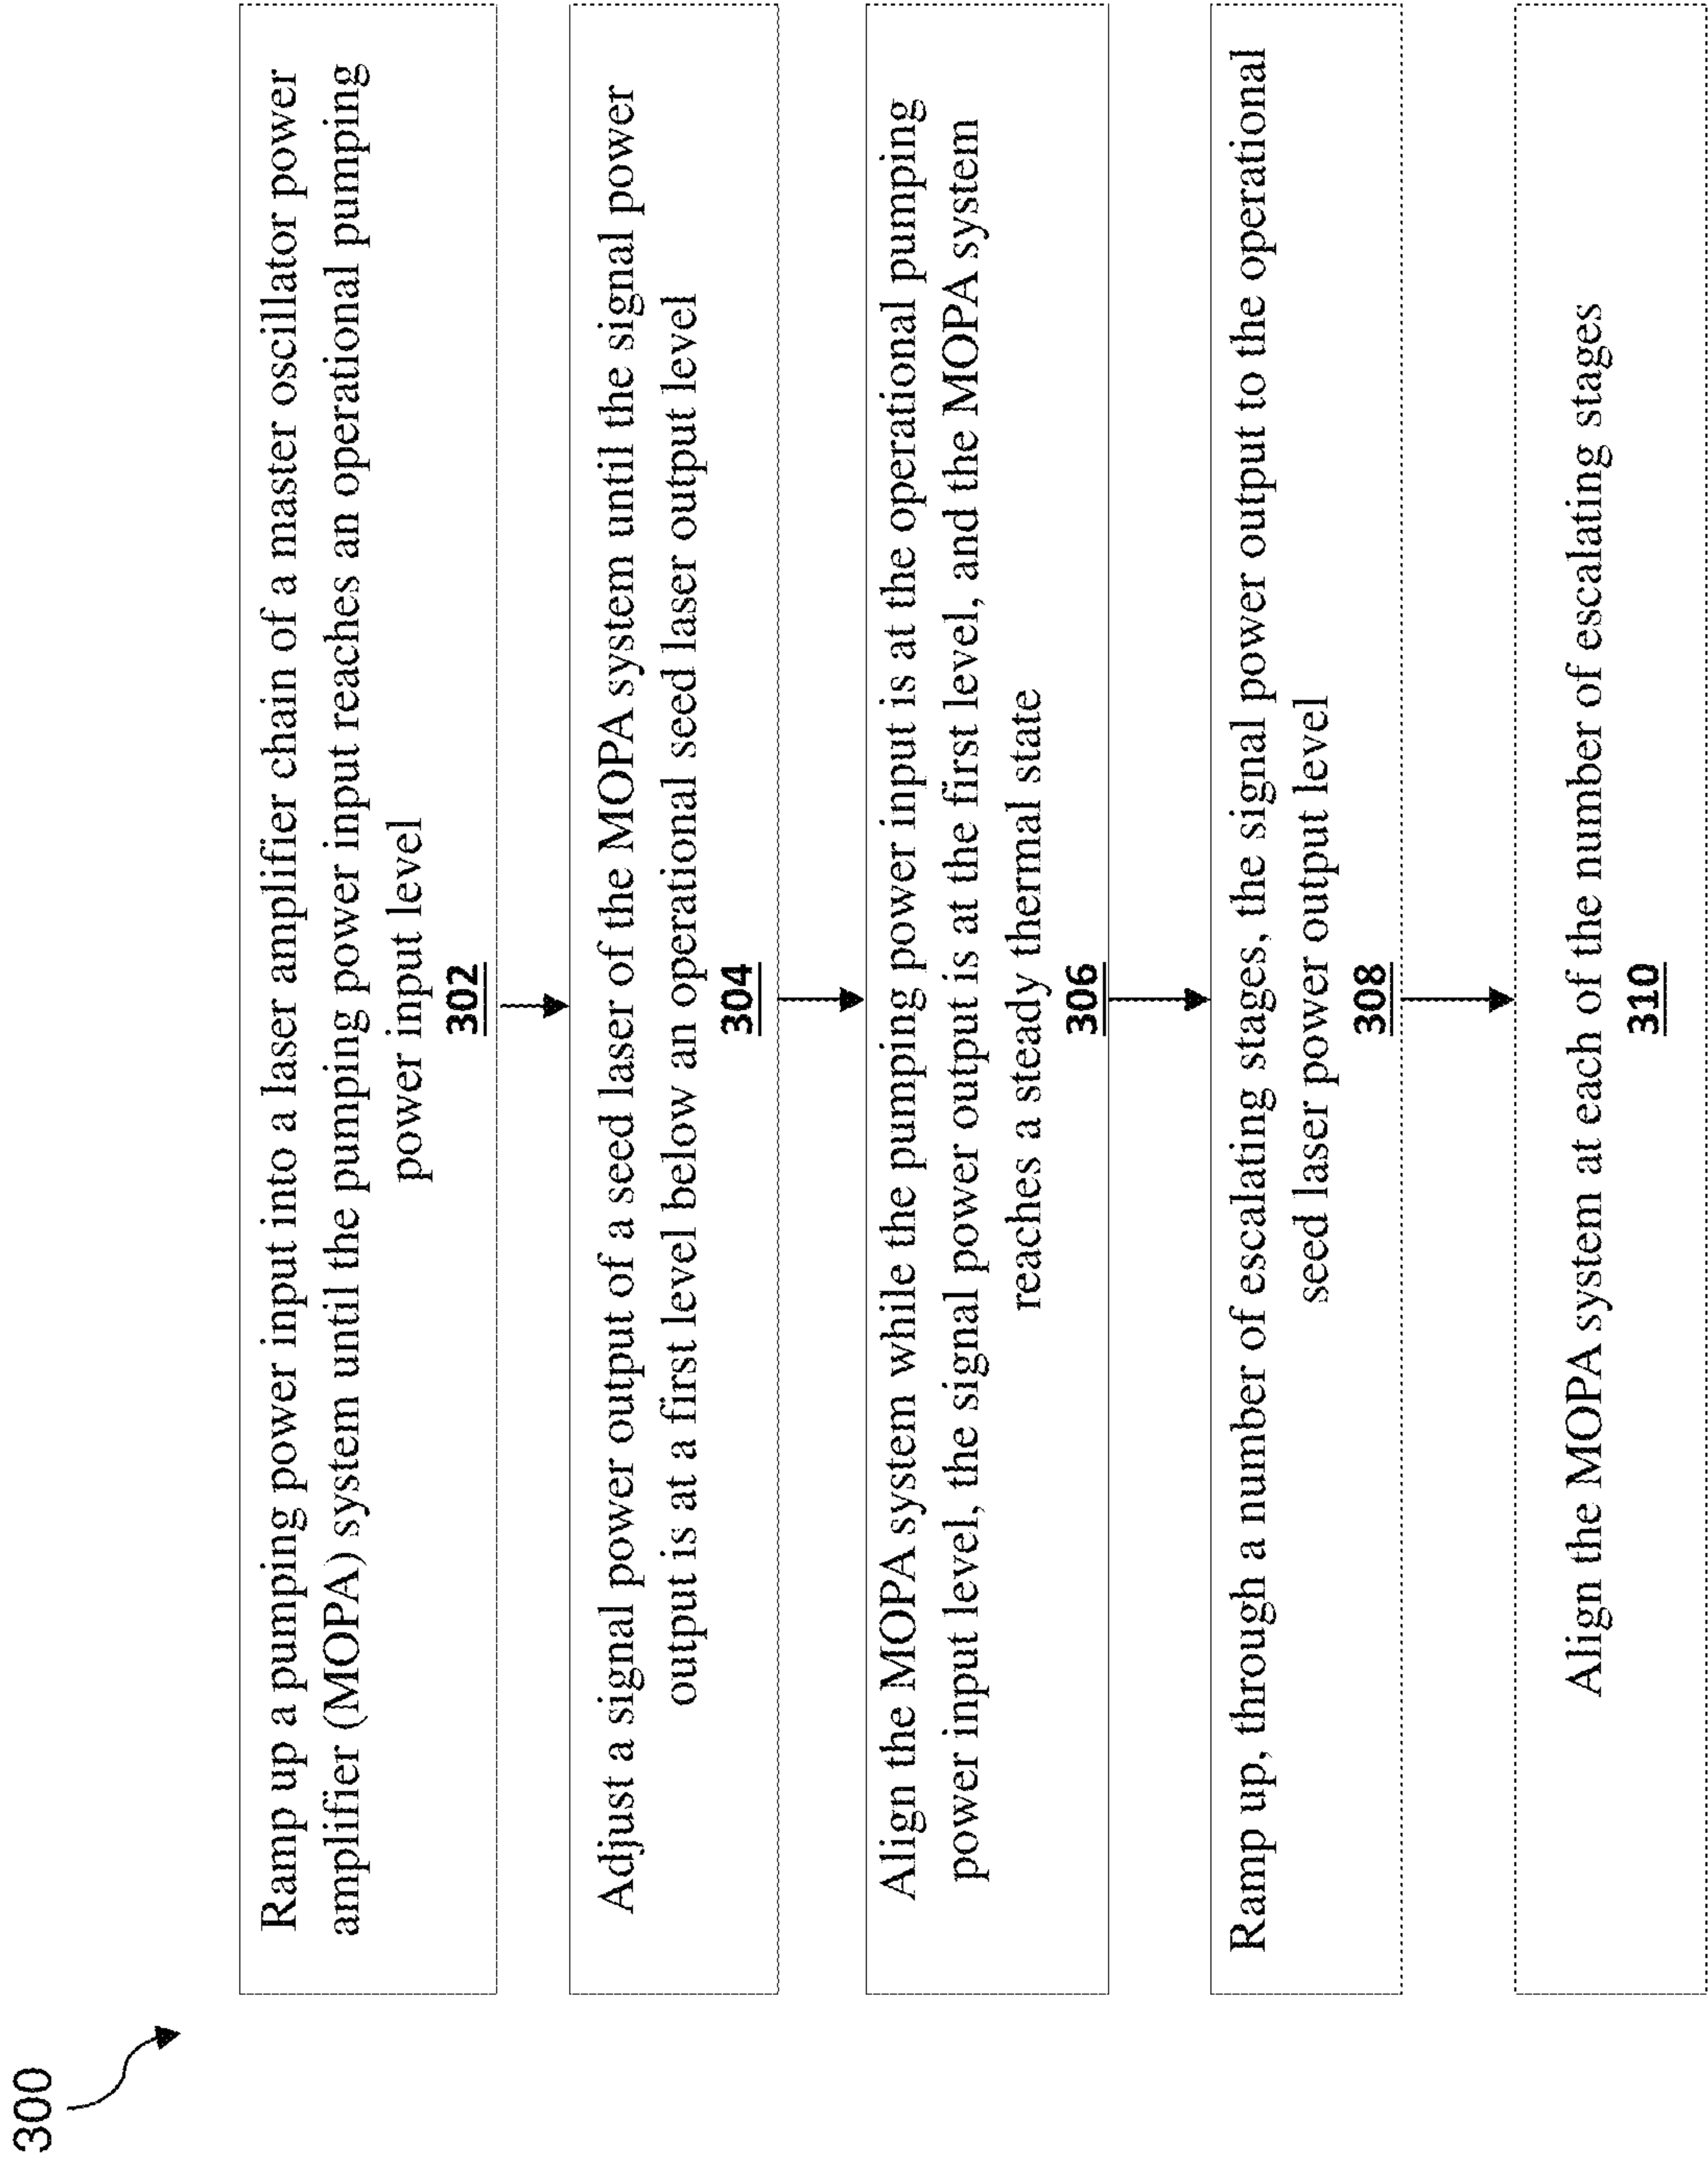 300
Ramp up a pumping power input into a laser amplifier chain of a master oscillator power
amplifier (MOPA) system until the pumping power input reaches an operational pumping
power input level
302
Adjust a signal power output of a seed laser of the MOPA system until the signal power
output is at a first level below an operational seed laser output level
304
Align the MOPA system while the pumping power input is at the operational pumping
power input level, the signal power output is at the first level, and the MOPA system
reaches a steady thermal state
306
Ramp up, through a number of escalating stages, the signal power output to the operational
seed laser power output level
308
Align the MOPA system at each of the number of escalating stages
310